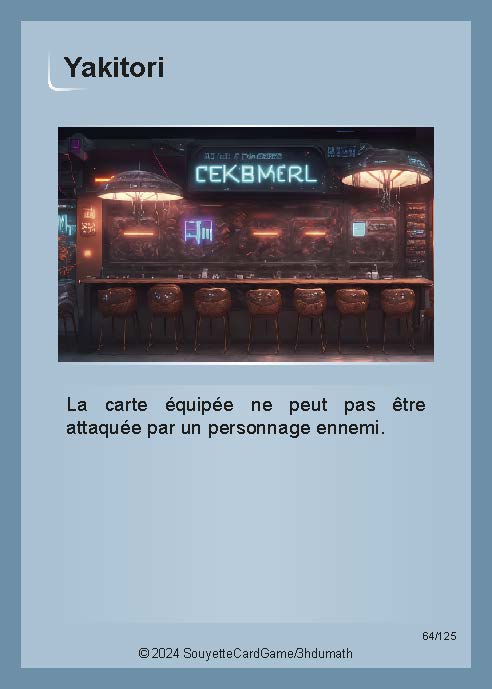 Yakitori
CEKBMERL
La carte équipée ne peut pas être
attaquée par un personnage ennemi.
64/125
© 2024 SouyetteCardGame/3hdumath